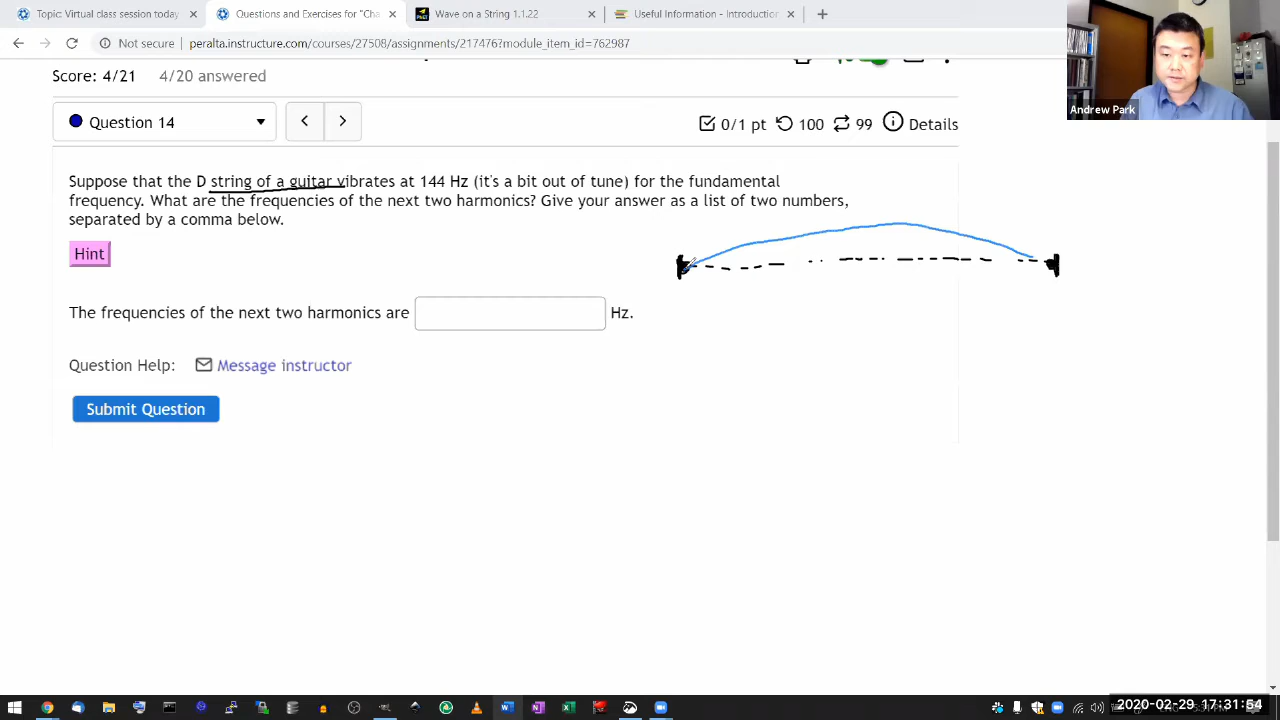 Topic: Virtual class sessionsday
Questions and Exercises for "Cha
Wave on a String 1.1.22
Useful Information - Introduction
Not secure peralta.instructure.com/courses/27508/assignments/217476?module_item_id=762987
Andrew Park
Score: 4/21 4/20 answered
Question 14
0/1 pt 100 99 Details
Suppose that the D string of a guitar vibrates at 144 Hz (it's a bit out of tune) for the fundamental
frequency. What are the frequencies of the next two harmonics? Give your answer as a list of two numbers,
separated by a comma below.
Hint
The frequencies of the next two harmonics are Hz.
Question Help: Message instructor
Submit Question
2020-02-29 17:31:54